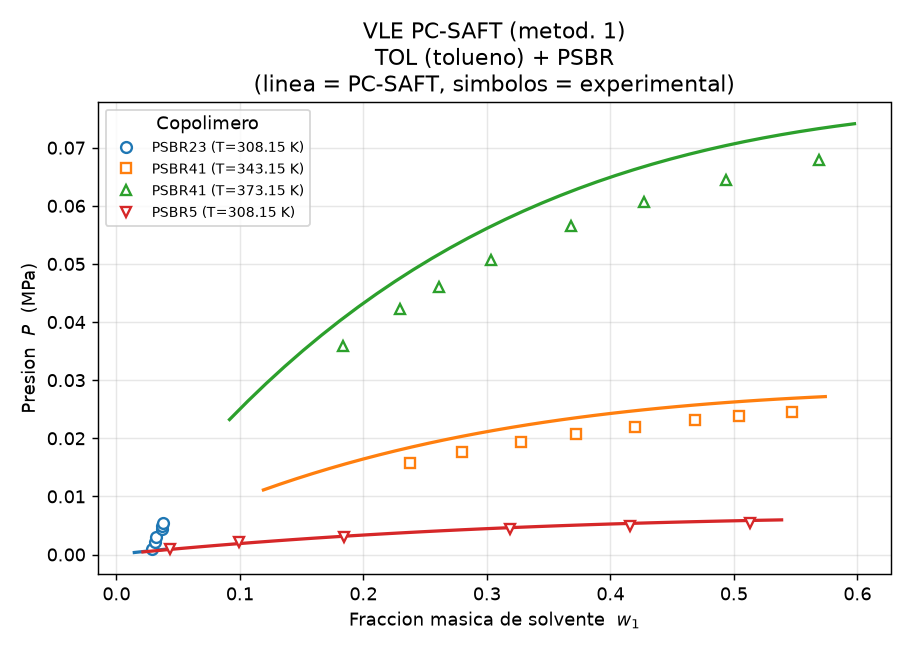 VLE PC-SAFT (metod. 1)
TOL (tolueno) + PSBR
(linea = PC-SAFT, simbolos = experimental)
Copolimero
PSBR23 (T=308.15 K)
PSBR41 (T=343.15 K)
PSBR41 (T=373.15 K)
PSBR5 (T=308.15 K)
Presion P (MPa)
0.07
0.06
0.05
0.04
0.03
0.02
0.01
0.00
0.0 0.1 0.2 0.3 0.4 0.5 0.6
Fraccion masica de solvente w₁